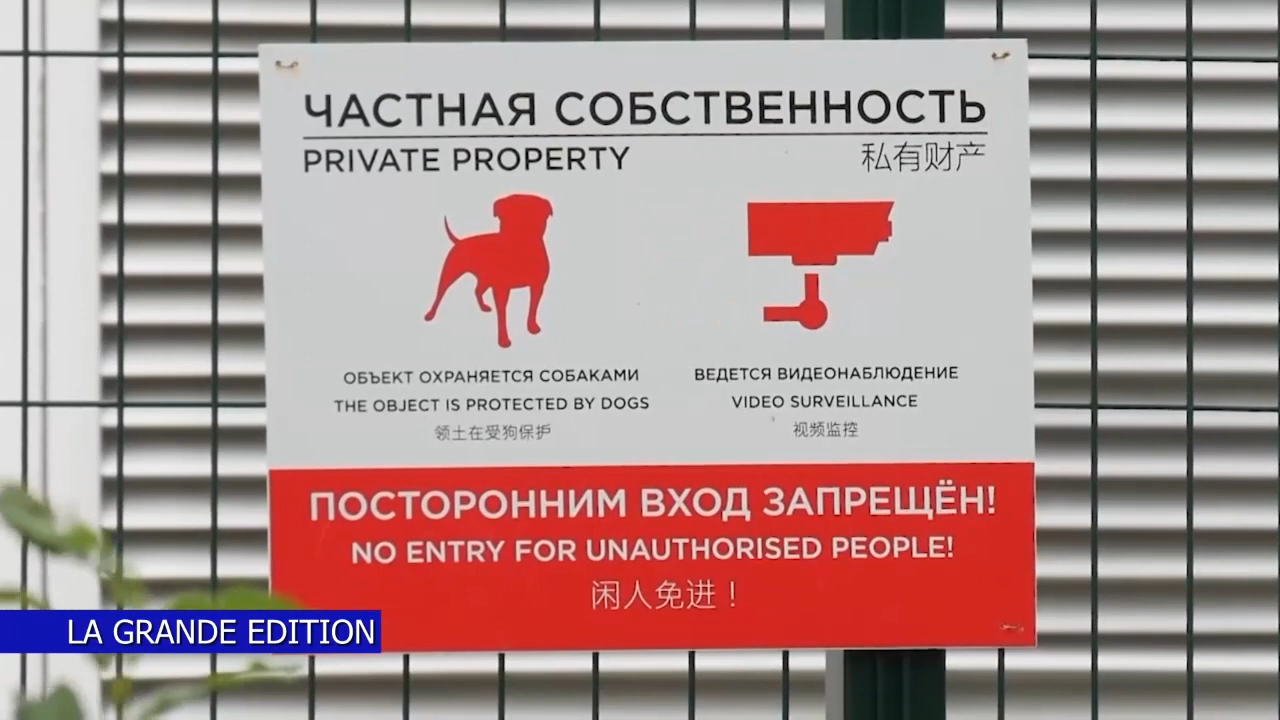 ЧАСТНАЯ СОБСТВЕННОСТЬ
PRIVATE PROPERTY 私有财产
ОБЪЕКТ ОХРАНЯЕТСЯ СОБАКАМИ
THE OBJECT IS PROTECTED BY DOGS
领土在受狗保护
ВЕДЕТСЯ ВИДЕОНАБЛЮДЕНИЕ
VIDEO SURVEILLANCE
视频监控
ПОСТОРОННИМ ВХОД ЗАПРЕЩЁН!
NO ENTRY FOR UNAUTHORISED PEOPLE!
闲人免进！
LA GRANDE EDITION